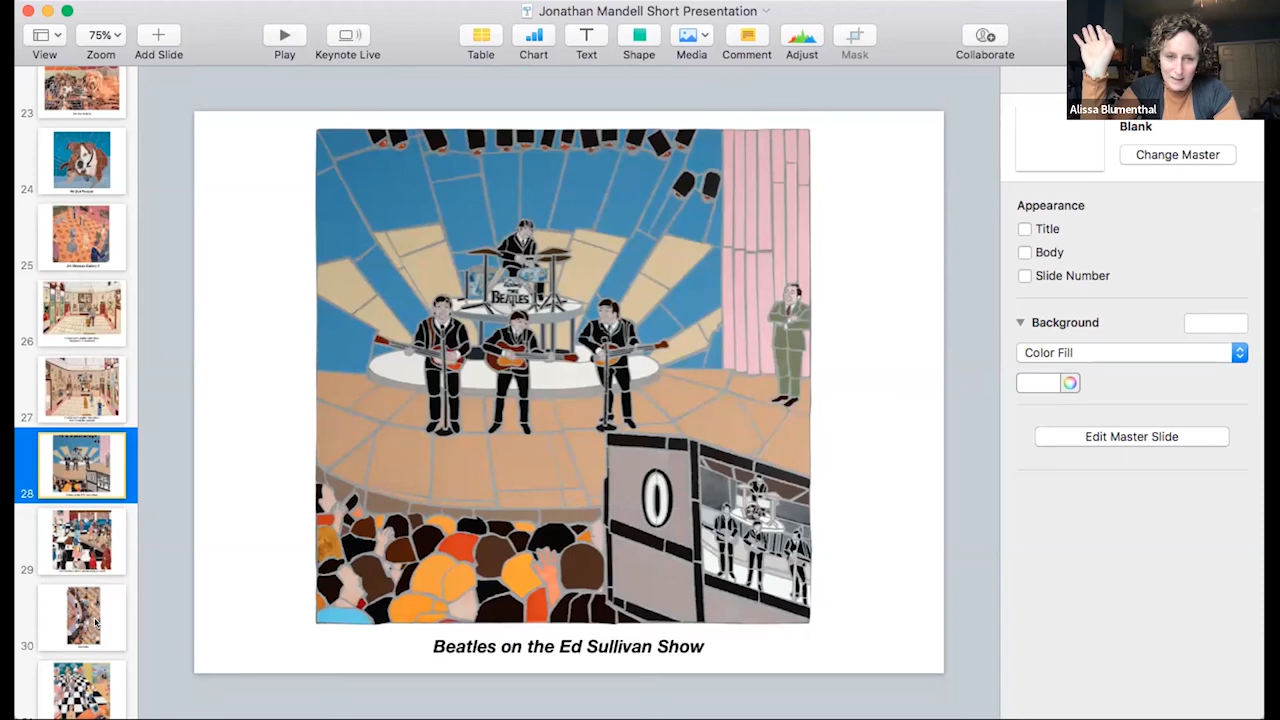 Jonathan Mandell Short Presentation
75%
View
Zoom
Add Slide
Play
Keynote Live
Table
Chart
Text
Shape
Media
Comment
Adjust
Mask
Collaborate
Alissa Blumenthal
Blank
Change Master
Appearance
Title
Body
Slide Number
Background
Color Fill
Edit Master Slide
23
24
25
26
27
28
29
30
THE
BEATLES
0
Beatles on the Ed Sullivan Show